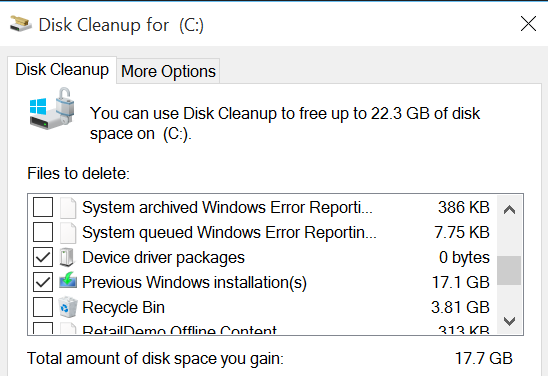 Disk Cleanup for (C:)
Disk Cleanup
More Options
You can use Disk Cleanup to free up to 22.3 GB of disk
space on (C:).
Files to delete:
System archived Windows Error Reporti... 386 KB
System queued Windows Error Reportin... 7.75 KB
Device driver packages 0 bytes
Previous Windows installation(s) 17.1 GB
Recycle Bin 3.81 GB
RetailDemo Offline Content 313 KB
Total amount of disk space you gain: 17.7 GB